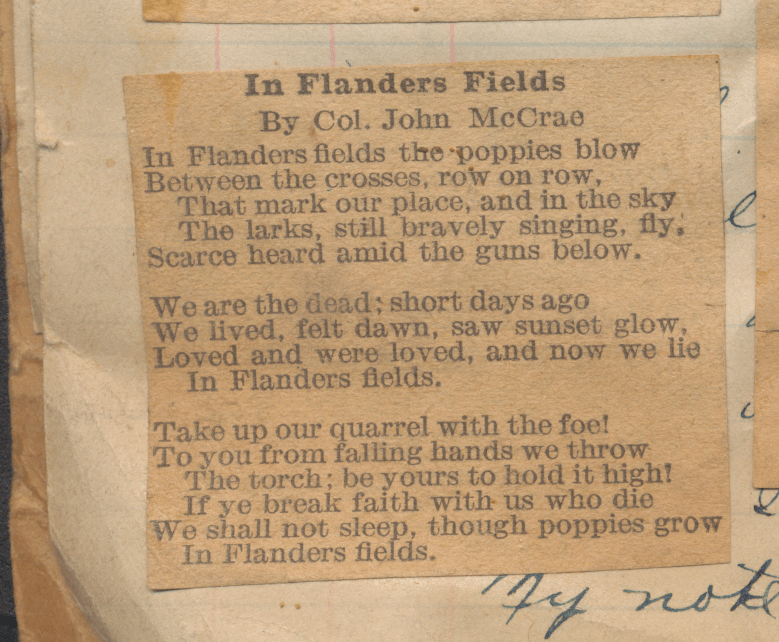 In Flanders Fields
By Col. John McCrae
In Flanders fields the poppies blow
Between the crosses, row on row,
That mark our place, and in the sky
The larks, still bravely singing, fly,
Scarce heard amid the guns below.
We are the dead; short days ago
We lived, felt dawn, saw sunset glow,
Loved and were loved, and now we lie
In Flanders fields.
Take up our quarrel with the foe!
To you from falling hands we throw
The torch; be yours to hold it high!
If ye break faith with us who die
We shall not sleep, though poppies grow
In Flanders fields.